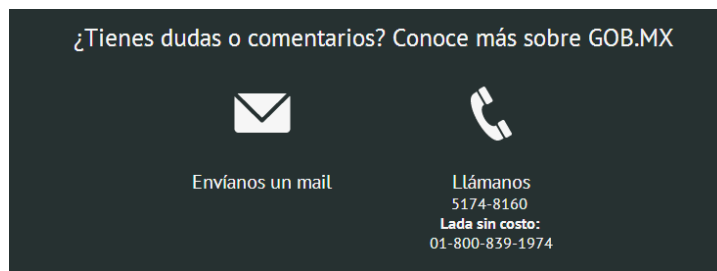 ¿Tienes dudas o comentarios? Conoce más sobre GOB.MX
Envíanos un mail
Llámanos
5174-8160
Lada sin costo:
01-800-839-1974